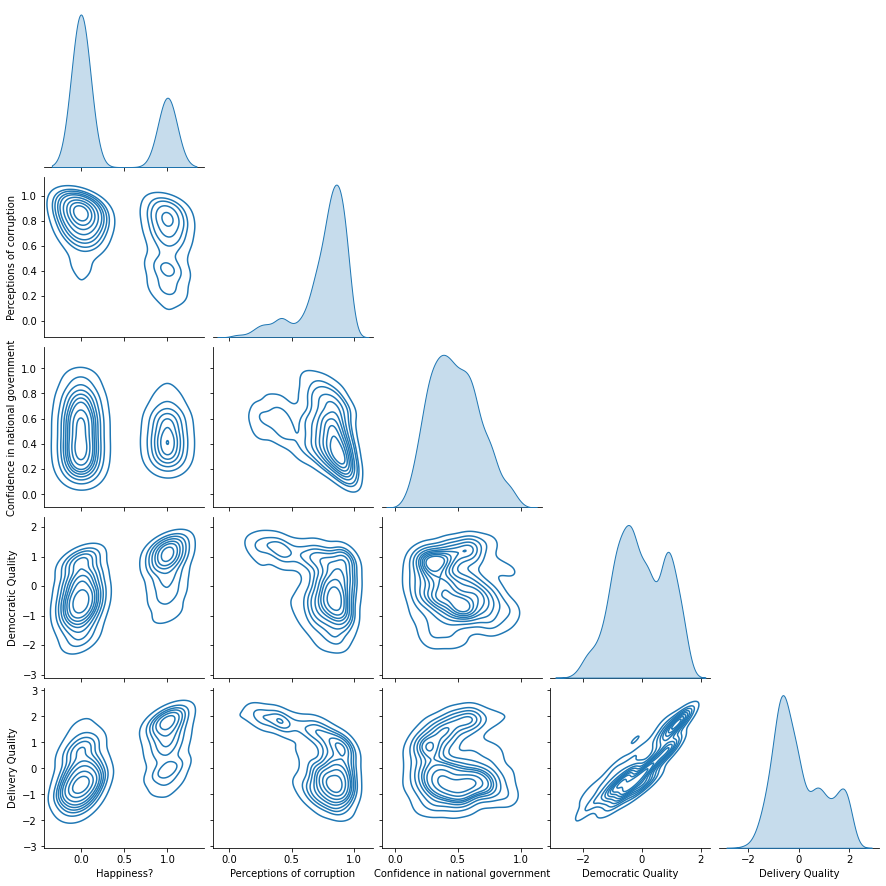 Perceptions of corruption
1.0
0.8
0.6
0.4
0.2
0.0
Confidence in national government
1.0
0.8
0.6
0.4
0.2
0.0
Democratic Quality
2
1
0
−1
−2
−3
Delivery Quality
3
2
1
0
−1
−2
−3
0.0 0.5 1.0
Happiness?
0.0 0.5 1.0
Perceptions of corruption
0.0 0.5 1.0
Confidence in national government
−2 0 2
Democratic Quality
−2 0 2
Delivery Quality